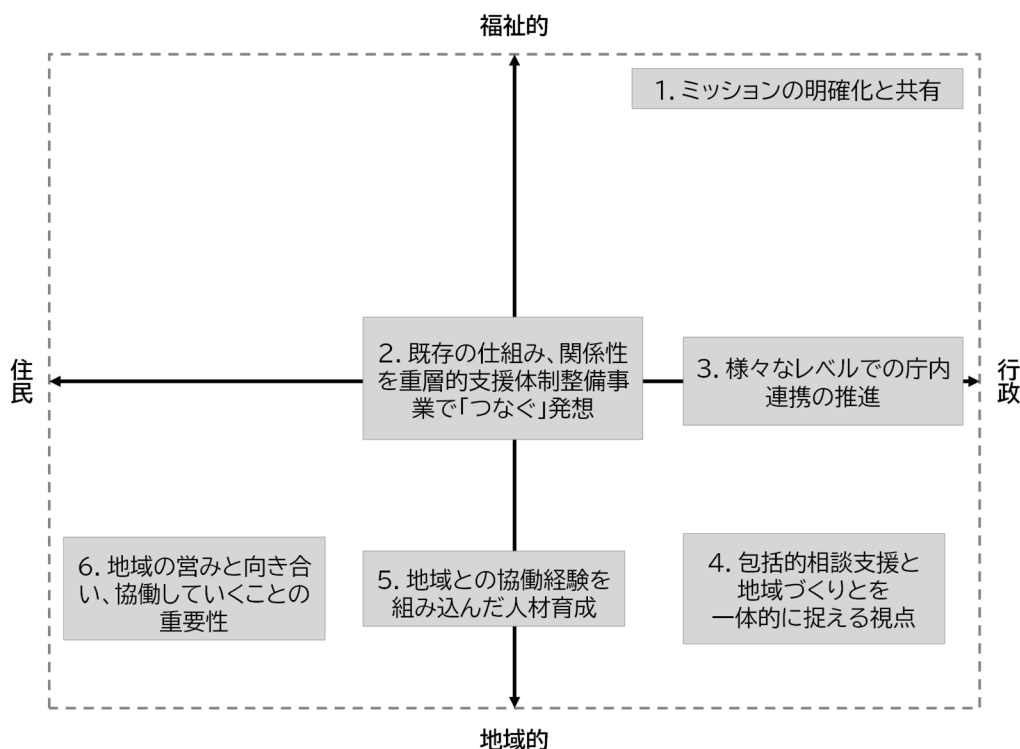 福祉的
1. ミッションの明確化と共有
2. 既存の仕組み、関係性
を重層的支援体制整備事
業で「つなぐ」発想
3. 様々なレベルでの庁内
連携の推進
住民
行政
6. 地域の営みと向き合
い、協働していくことの
重要性
5. 地域との協働経験を
組み込んだ人材育成
4. 包括的相談支援と
地域づくりとを
一体的に捉える視点
地域的